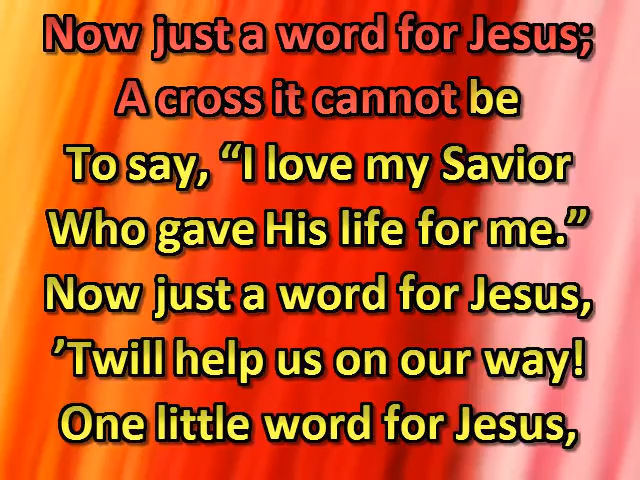 Now just a word for Jesus;
A cross it cannot be
To say, “I love my Savior
Who gave His life for me.”
Now just a word for Jesus,
’Twill help us on our way!
One little word for Jesus,